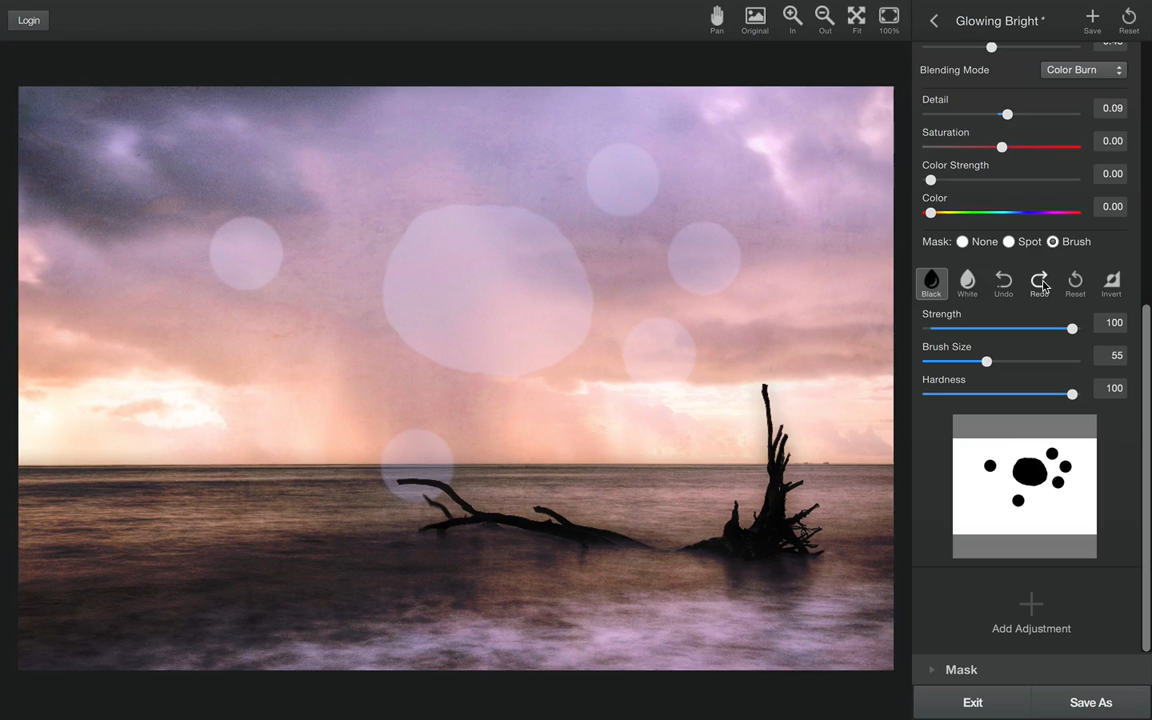 Login
Pan
Original
In
Out
Fit
100%
Glowing Bright *
Save
Reset
Blending Mode
Color Burn
Detail
0.09
Saturation
0.00
Color Strength
0.00
Color
0.00
Mask: None Spot Brush
Black
White
Undo
Redo
Reset
Invert
Strength
100
Brush Size
55
Hardness
100
Add Adjustment
Mask
Exit
Save As